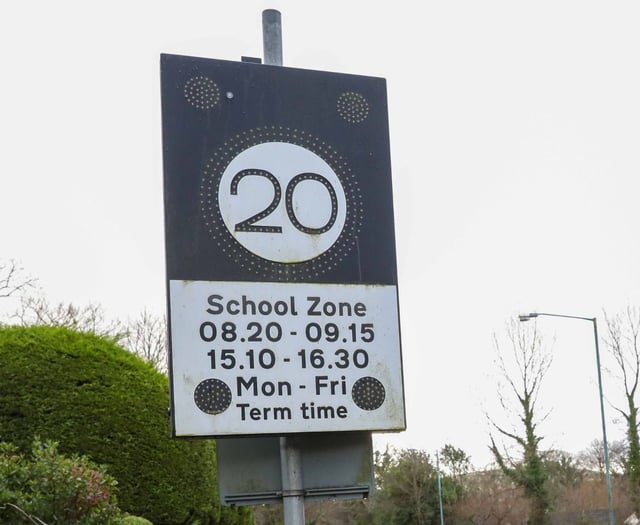 20
School Zone
08.20 - 09.15
15.10 - 16.30
Mon - Fri
Term time